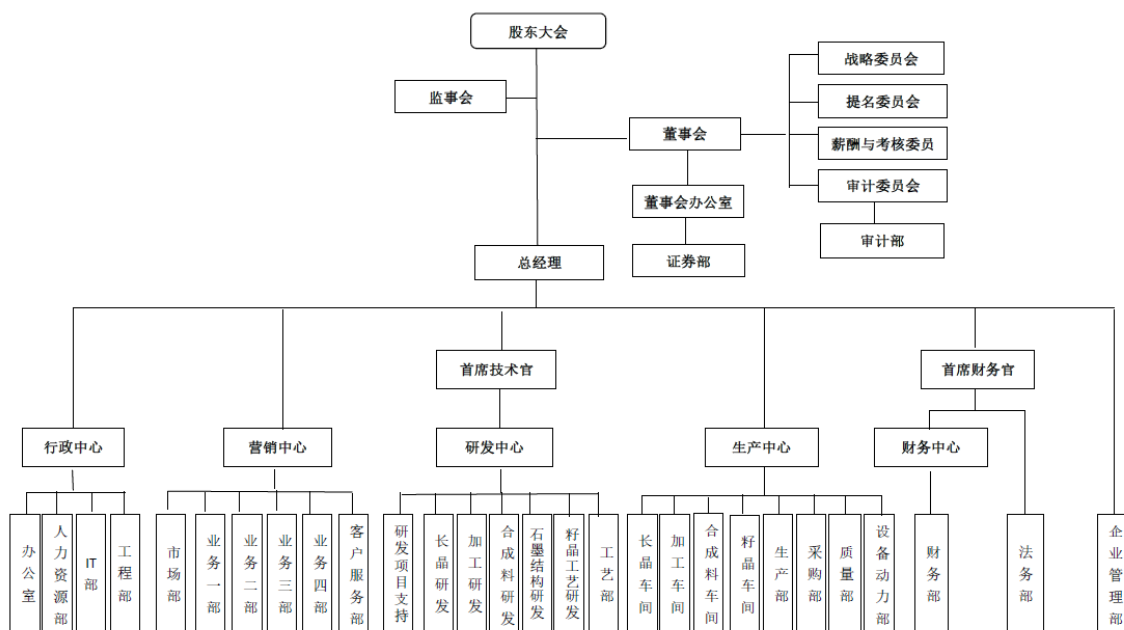 股东大会
战略委员会
监事会
提名委员会
董事会
薪酬与考核委员
审计委员会
董事会办公室
审计部
总经理
证券部
首席技术官
首席财务官
行政中心
营销中心
研发中心
生产中心
财务中心
办公室
人力资源部
IT部
工程部
市场部
业务一部
业务二部
业务三部
业务四部
客户服务部
研发项目支持
长晶研发
加工研发
合成料研发
石墨结构研发
籽晶工艺研发
工艺部
长晶车间
加工车间
合成料车间
籽晶车间
生产部
采购部
质量部
设备动力部
财务部
法务部
企业管理部